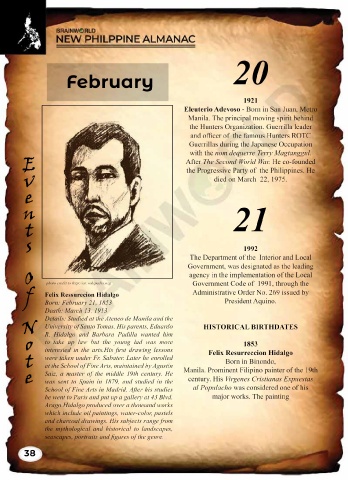 BRAINWORLD
NEW PHILPPINE ALMANAC
February
Events Of Note
Felix Ressureccion Hidalgo
Born: February 21, 1853
Death: March 13, 1913
Details: Studied at the Ateneo de Manila and the
University of Santo Tomas. His parents, Eduardo
R. Hidalgo and Barbara Padilla wanted him
to take up law but the young lad was more
interested in the arts.His first drawing lessons
were taken under Fr. Sabater. Later he enrolled
at the School of Fine Arts, maintained by Agustin
Saiz, a master of the middle 19th century. He
was sent to Spain in 1879, and studied in the
School of Fine Arts in Madrid. After his studies
he went to Paris and put up a gallery at 43 Blvd.
Arago.Hidalgo produced over a thousand works
which include oil paintings, water-color, pastels
and charcoal drawings. His subjects range from
the mythological and historical to landscapes,
seascapes, portraits and figures of the genre.
38
20
1921
Eleuterio Adevoso - Born in San Juan, Metro
Manila. The principal moving spirit behind
the Hunters Organization. Guerrilla leader
and officer of the famous Hunters ROTC
Guerrillas during the Japanese Occupation
with the nom dequerre Terry Magtanggul.
After The Second World War. He co-founded
the Progressive Party of the Philippines. He
died on March 22, 1975.
21
1992
The Department of the Interior and Local
Government, was designated as the leading
agency in the implementation of the Local
Government Code of 1991, through the
Administrative Order No. 269 issued by
President Aquino.
HISTORICAL BIRTHDATES
1853
Felix Resurreccion Hidalgo
Born in Binondo,
Manila. Prominent Filipino painter of the 19th
century. His Virgenes Cristianas Expuestas
al Populacho was considered one of his
major works. The painting